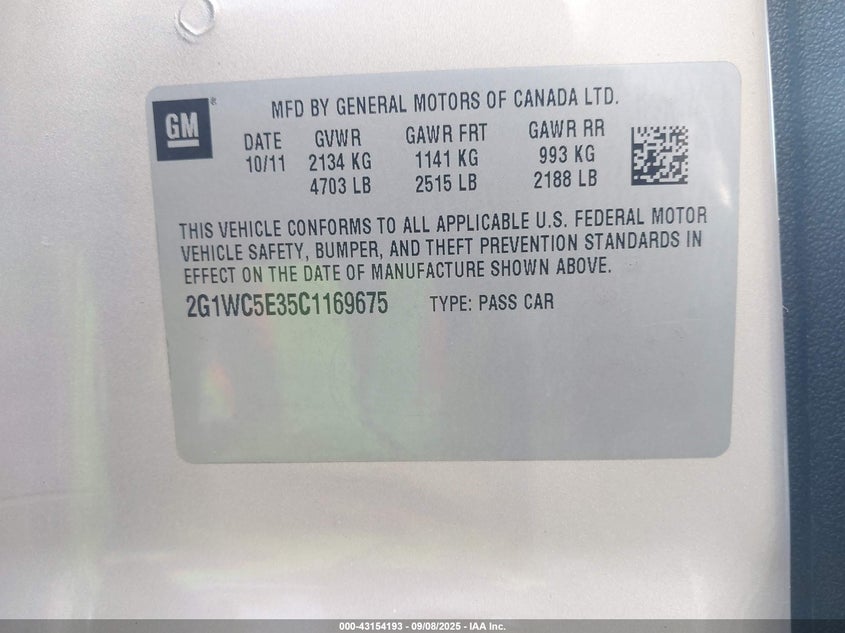 GM®
MFD BY GENERAL MOTORS OF CANADA LTD.
DATE GVWR GAWR FRT GAWR RR
10/11 2134 KG 1141 KG 993 KG
4703 LB 2515 LB 2188 LB
THIS VEHICLE CONFORMS TO ALL APPLICABLE U.S. FEDERAL MOTOR
VEHICLE SAFETY, BUMPER, AND THEFT PREVENTION STANDARDS IN
EFFECT ON THE DATE OF MANUFACTURE SHOWN ABOVE.
2G1WC5E35C1169675 TYPE: PASS CAR
000-43154193 - 09/08/2025 - IAA Inc.